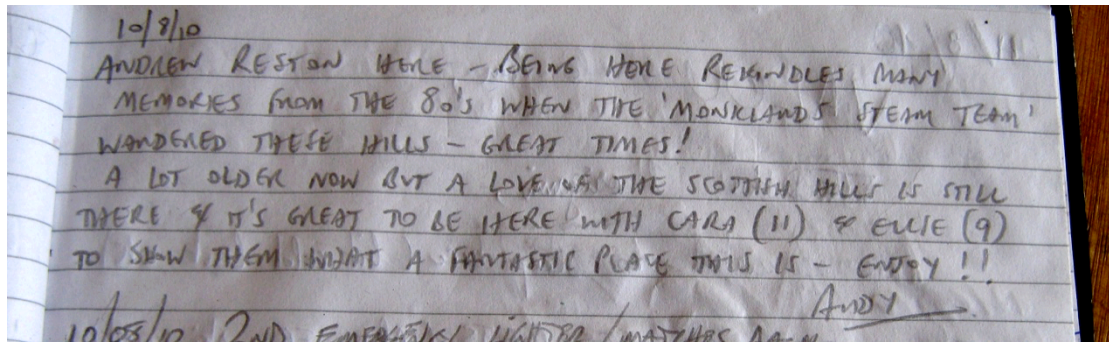 10/8/10
ANDREW RESTON HERE - BEING HERE REKINDLES MANY
MEMORIES FROM THE 80'S WHEN THE 'MONKLANDS STEAM TEAM'
WANDERED THESE HILLS - GREAT TIMES!
A LOT OLDER NOW BUT A LOVE OF THE SCOTTISH HILLS IS STILL
THERE & IT'S GREAT TO BE HERE WITH CARA (11) & ELLIE (9)
TO SHOW THEM WHAT A FANTASTIC PLACE THIS IS - ENJOY!!
ANDY
10/08/10 2ND EMERGENCY LIGHTER/MATCHES